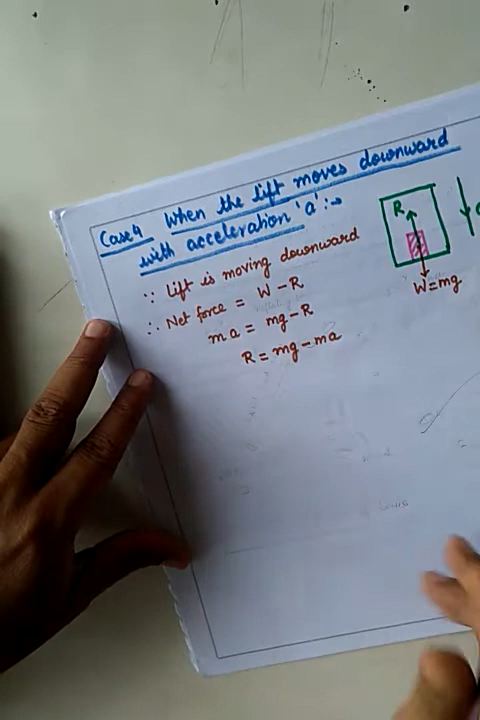 Case 4 When the lift moves downward
with acceleration 'a':→
∵ Lift is moving downward
∴ Net force = W - R
ma = mg - R
R = mg - ma
R
W = mg